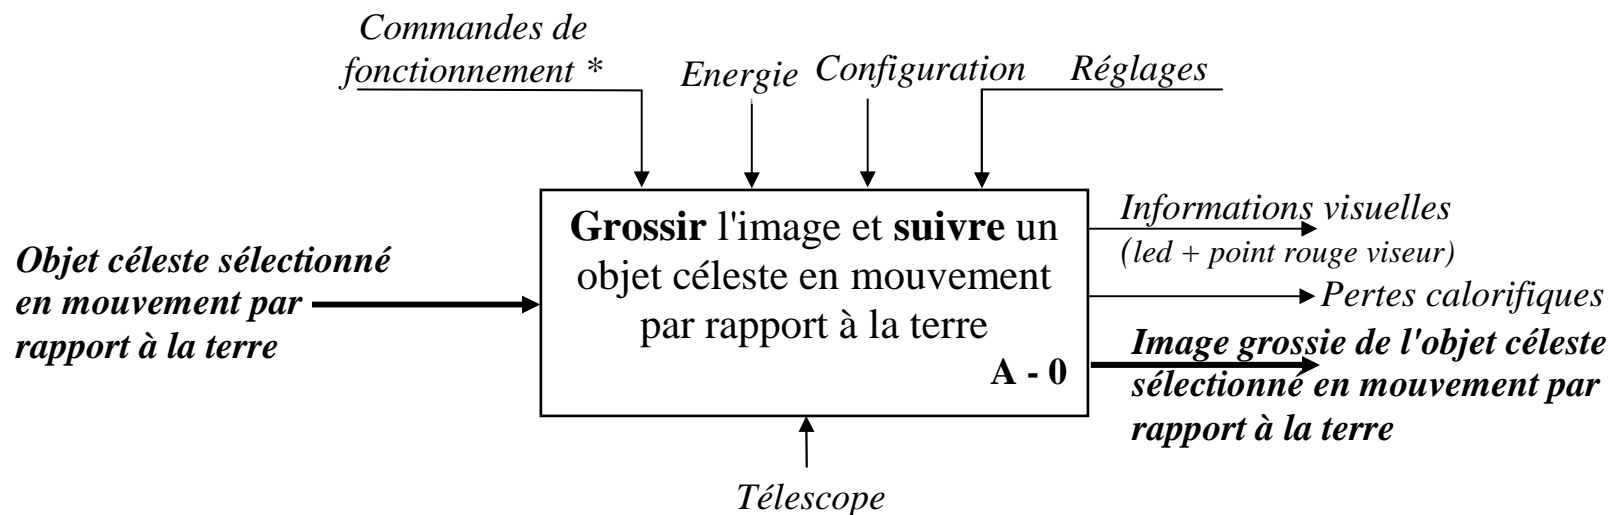 Commandes de
fonctionnement *
Energie
Configuration
Réglages
Grossir l'image et suivre un
objet céleste en mouvement
par rapport à la terre
A - 0
Objet céleste sélectionné
en mouvement par
rapport à la terre
Informations visuelles
(led + point rouge viseur)
Pertes calorifiques
Image grossie de l'objet céleste
sélectionné en mouvement par
rapport à la terre
Télescope